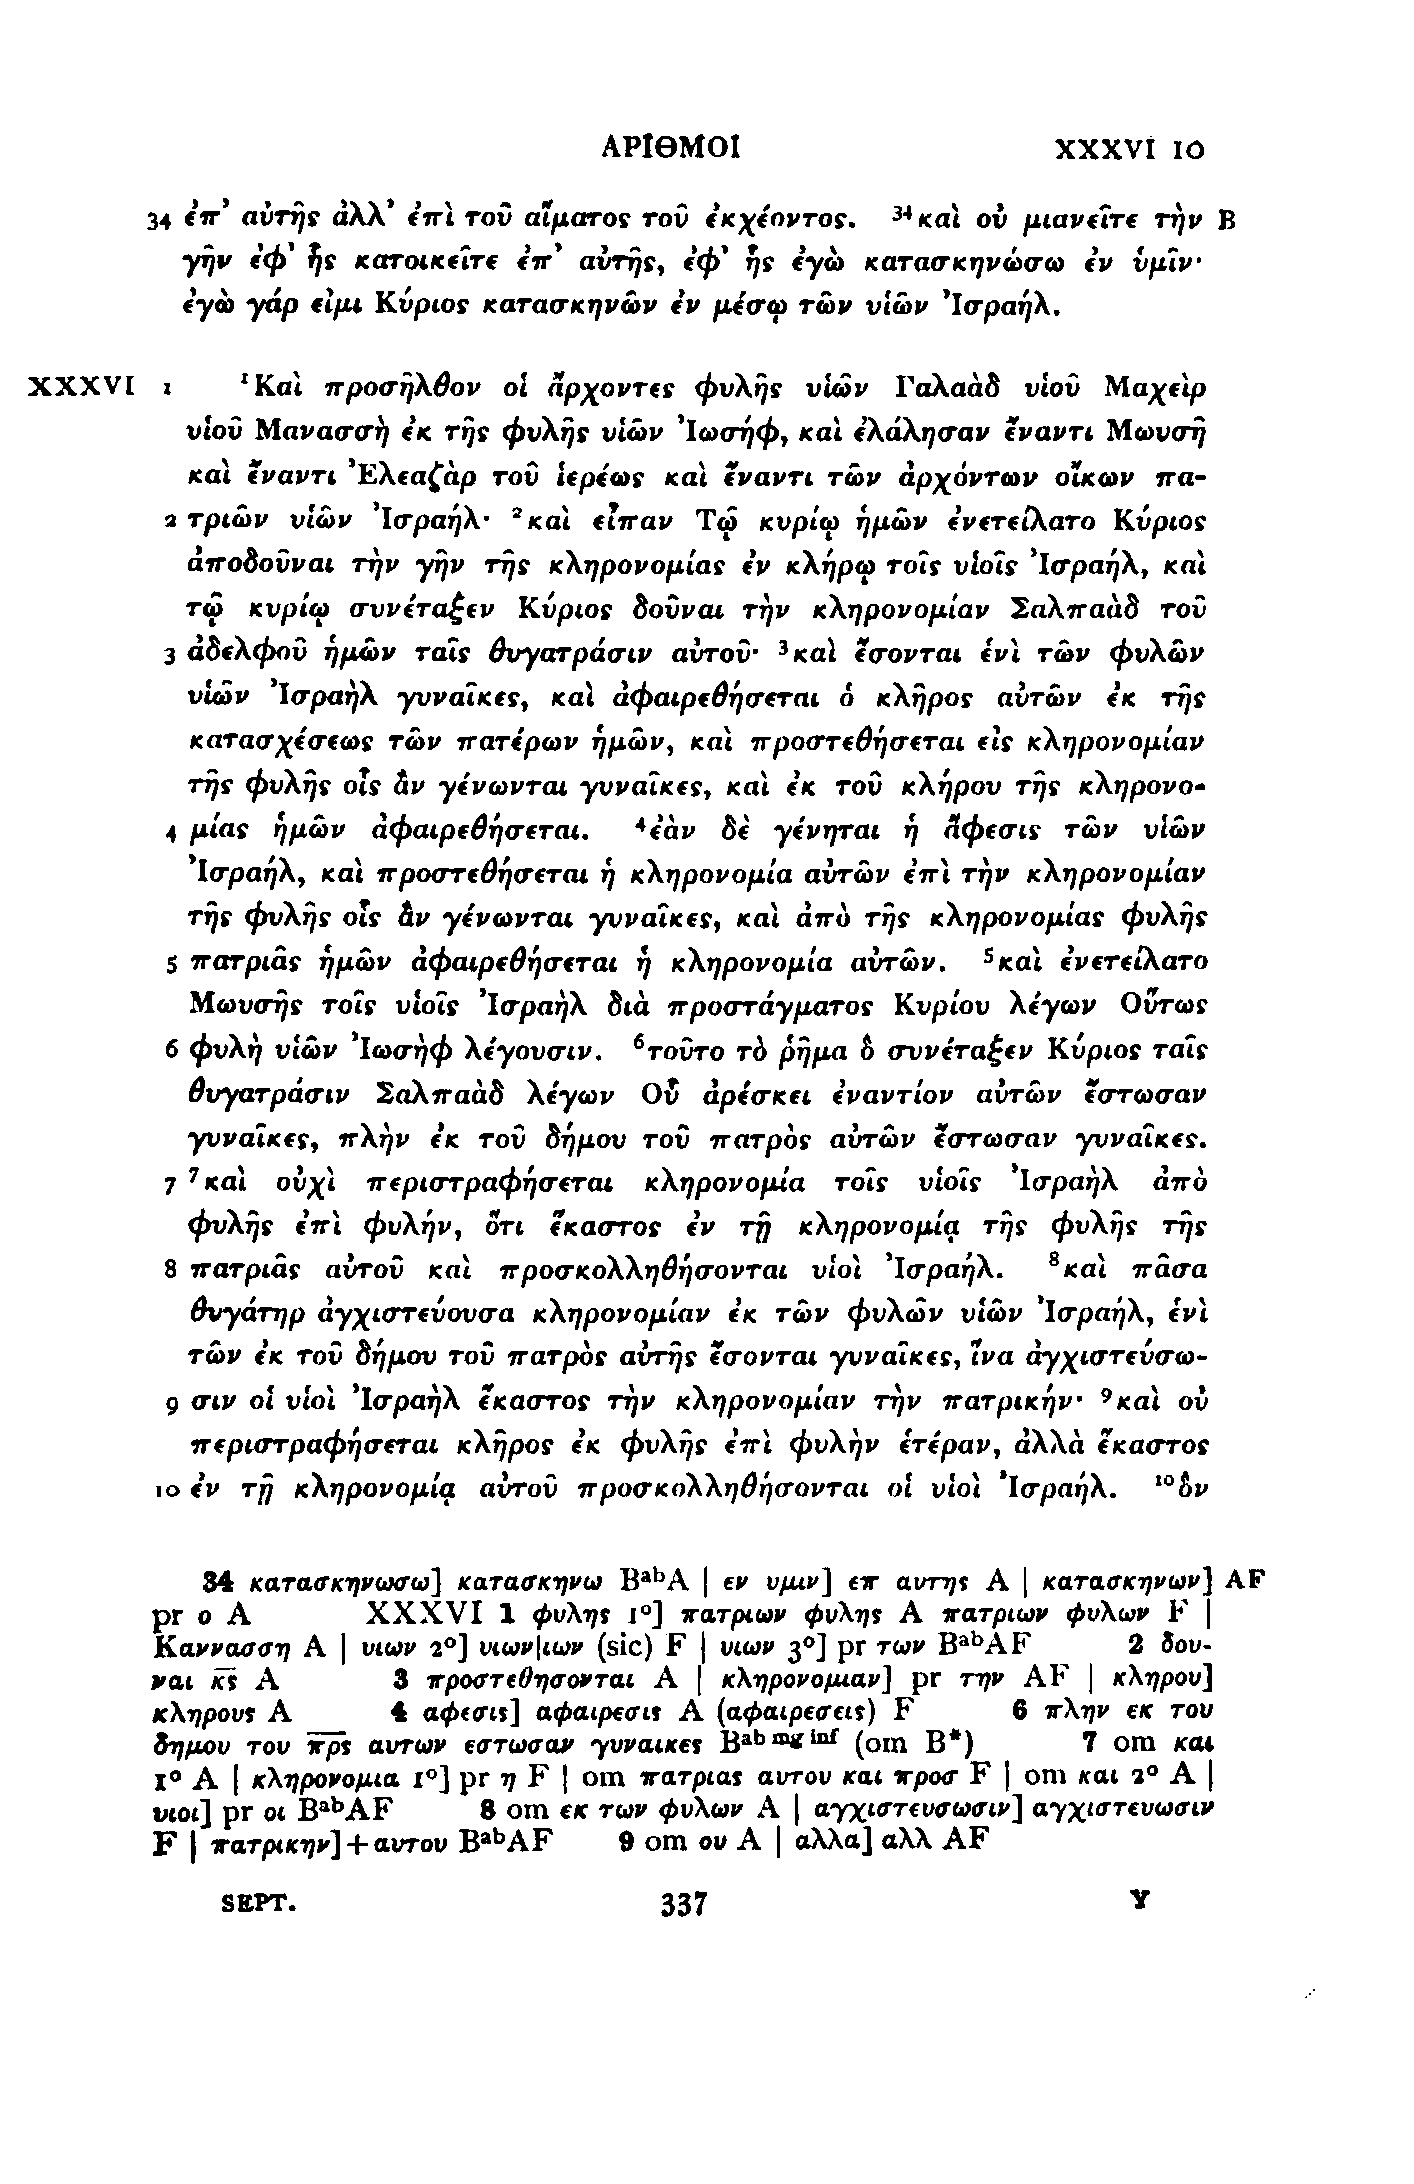 ΑΡΙΘΜΟΙ XXXVI 10
34 ἐπ’ αὐτῆς ἀλλ’ ἐπὶ τοῦ αἵματος τοῦ ἐκχέοντος. ³⁴καὶ οὐ μιανεῖτε τὴν B
γῆν ἐφ’ ἧς κατοικεῖτε ἐπ’ αὐτῆς, ἐφ’ ἧς ἐγὼ κατασκηνώσω ἐν ὑμῖν·
ἐγὼ γάρ εἰμι Κύριος κατασκηνῶν ἐν μέσῳ τῶν υἱῶν Ἰσραήλ.
XXXVI 1 ¹Καὶ προσῆλθον οἱ ἄρχοντες φυλῆς υἱῶν Γαλαὰδ υἱοῦ Μαχεὶρ
υἱοῦ Μανασσὴ ἐκ τῆς φυλῆς υἱῶν Ἰωσήφ, καὶ ἐλάλησαν ἔναντι Μωυσῆ
καὶ ἔναντι Ἐλεαζὰρ τοῦ ἱερέως καὶ ἔναντι τῶν ἀρχόντων οἴκων πα-
2 τριῶν υἱῶν Ἰσραήλ· ²καὶ εἶπαν Τῷ κυρίῳ ἡμῶν ἐνετείλατο Κύριος
ἀποδοῦναι τὴν γῆν τῆς κληρονομίας ἐν κλήρῳ τοῖς υἱοῖς Ἰσραήλ, καὶ
τῷ κυρίῳ συνέταξεν Κύριος δοῦναι τὴν κληρονομίαν Σαλπαὰδ τοῦ
3 ἀδελφοῦ ἡμῶν ταῖς θυγατράσιν αὐτοῦ· ³καὶ ἔσονται ἑνὶ τῶν φυλῶν
υἱῶν Ἰσραὴλ γυναῖκες, καὶ ἀφαιρεθήσεται ὁ κλῆρος αὐτῶν ἐκ τῆς
κατασχέσεως τῶν πατέρων ἡμῶν, καὶ προστεθήσεται εἰς κληρονομίαν
τῆς φυλῆς οἷς ἂν γένωνται γυναῖκες, καὶ ἐκ τοῦ κλήρου τῆς κληρονο-
4 μίας ἡμῶν ἀφαιρεθήσεται. ⁴ἐὰν δὲ γένηται ἡ ἄφεσις τῶν υἱῶν
Ἰσραήλ, καὶ προστεθήσεται ἡ κληρονομία αὐτῶν ἐπὶ τὴν κληρονομίαν
τῆς φυλῆς οἷς ἂν γένωνται γυναῖκες, καὶ ἀπὸ τῆς κληρονομίας φυλῆς
5 πατριᾶς ἡμῶν ἀφαιρεθήσεται ἡ κληρονομία αὐτῶν. ⁵καὶ ἐνετείλατο
Μωυσῆς τοῖς υἱοῖς Ἰσραὴλ διὰ προστάγματος Κυρίου λέγων Οὕτως
6 φυλὴ υἱῶν Ἰωσὴφ λέγουσιν. ⁶τοῦτο τὸ ῥῆμα ὃ συνέταξεν Κύριος ταῖς
θυγατράσιν Σαλπαὰδ λέγων Οὗ ἀρέσκει ἐναντίον αὐτῶν ἔστωσαν
γυναῖκες, πλὴν ἐκ τοῦ δήμου τοῦ πατρὸς αὐτῶν ἔστωσαν γυναῖκες.
7 ⁷καὶ οὐχὶ περιστραφήσεται κληρονομία τοῖς υἱοῖς Ἰσραὴλ ἀπὸ
φυλῆς ἐπὶ φυλήν, ὅτι ἕκαστος ἐν τῇ κληρονομίᾳ τῆς φυλῆς τῆς
8 πατριᾶς αὐτοῦ καὶ προσκολληθήσονται υἱοὶ Ἰσραήλ. ⁸καὶ πᾶσα
θυγάτηρ ἀγχιστεύουσα κληρονομίαν ἐκ τῶν φυλῶν υἱῶν Ἰσραήλ, ἑνὶ
τῶν ἐκ τοῦ δήμου τοῦ πατρὸς αὐτῆς ἔσονται γυναῖκες, ἵνα ἀγχιστεύσω-
9 σιν οἱ υἱοὶ Ἰσραὴλ ἕκαστος τὴν κληρονομίαν τὴν πατρικήν· ⁹καὶ οὐ
περιστραφήσεται κλῆρος ἐκ φυλῆς ἐπὶ φυλὴν ἑτέραν, ἀλλὰ ἕκαστος
10 ἐν τῇ κληρονομίᾳ αὐτοῦ προσκολληθήσονται οἱ υἱοὶ Ἰσραήλ. ¹⁰ὃν
34 κατασκηνωσω] κατασκηνω BᵃᵇA | εν υμιν] επ αυτης A | κατασκηνων] AF
pr ο A XXXVI 1 φυλης 1º] πατριων φυλης A πατριων φυλων F |
Καννασση A | υιων 2º] υιων|ιων (sic) F | υιων 3º] pr των BᵃᵇAF 2 δου-
ναι κ̅ς̅ A 3 προστεθησονται A | κληρονομιαν] pr την AF | κληρου]
κληρους A 4 αφεσις] αφαιρεσις A (αφαιρεσεις) F 6 πλην εκ του
δημου του π̅ρ̅ς̅ αυτων εστωσαν γυναικες Bᵃᵇ ᵐᵍ ⁱⁿᶠ (om B*) 7 om και
1º A | κληρονομια 1º] pr η F | om πατριας αυτου και προσ F | om και 2º A |
υιοι] pr οι BᵃᵇAF 8 om εκ των φυλων A | αγχιστευσωσιν] αγχιστευωσιν
F | πατρικην]+αυτου BᵃᵇAF 9 om ου A | αλλα] αλλ AF
SEPT. 337 Y